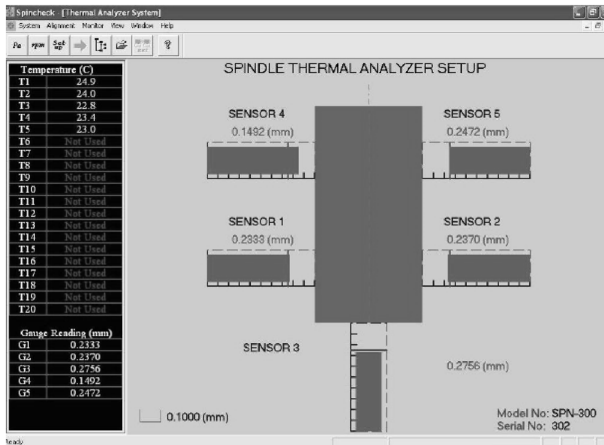 Spincheck - [Thermal Analyzer System]
System Alignment Monitor View Window Help
Temperature (C)
T1 24.9
T2 24.0
T3 22.8
T4 23.4
T5 23.0
T6 Not Used
T7 Not Used
T8 Not Used
T9 Not Used
T10 Not Used
T11 Not Used
T12 Not Used
T13 Not Used
T14 Not Used
T15 Not Used
T16 Not Used
T17 Not Used
T18 Not Used
T19 Not Used
T20 Not Used
Gauge Reading (mm)
G1 0.2333
G2 0.2370
G3 0.2756
G4 0.1492
G5 0.2472
SPINDLE THERMAL ANALYZER SETUP
SENSOR 4
0.1492 (mm)
SENSOR 5
0.2472 (mm)
SENSOR 1
0.2333 (mm)
SENSOR 2
0.2370 (mm)
SENSOR 3
0.2756 (mm)
0.1000 (mm)
Model No: SPN-300
Serial No: 302
Ready